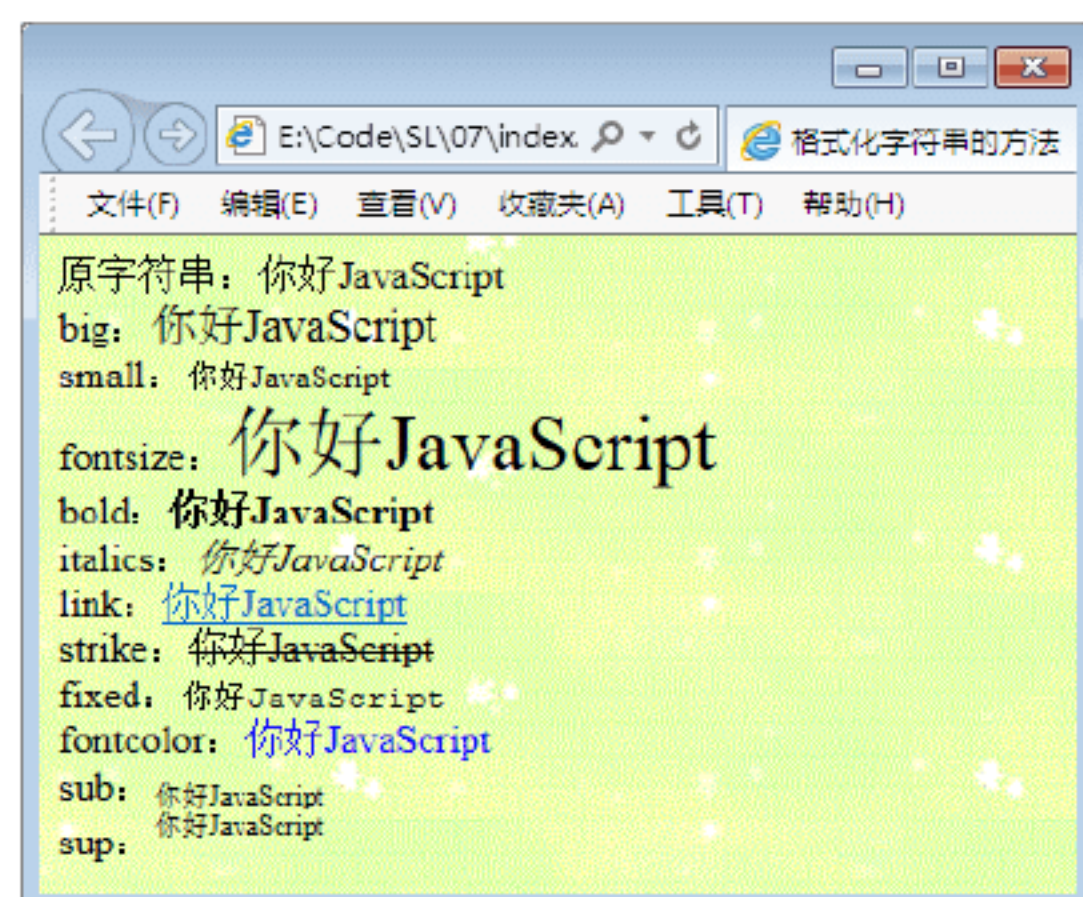 E:\Code\SL\07\index. 格式化字符串的方法
文件(F) 编辑(E) 查看(V) 收藏夹(A) 工具(T) 帮助(H)
原字符串：你好JavaScript
big：你好JavaScript
small：你好JavaScript
fontsize：你好JavaScript
bold：你好JavaScript
italics：你好JavaScript
link：你好JavaScript
strike：你好JavaScript
fixed：你好JavaScript
fontcolor：你好JavaScript
sub：你好JavaScript
sup：你好JavaScript